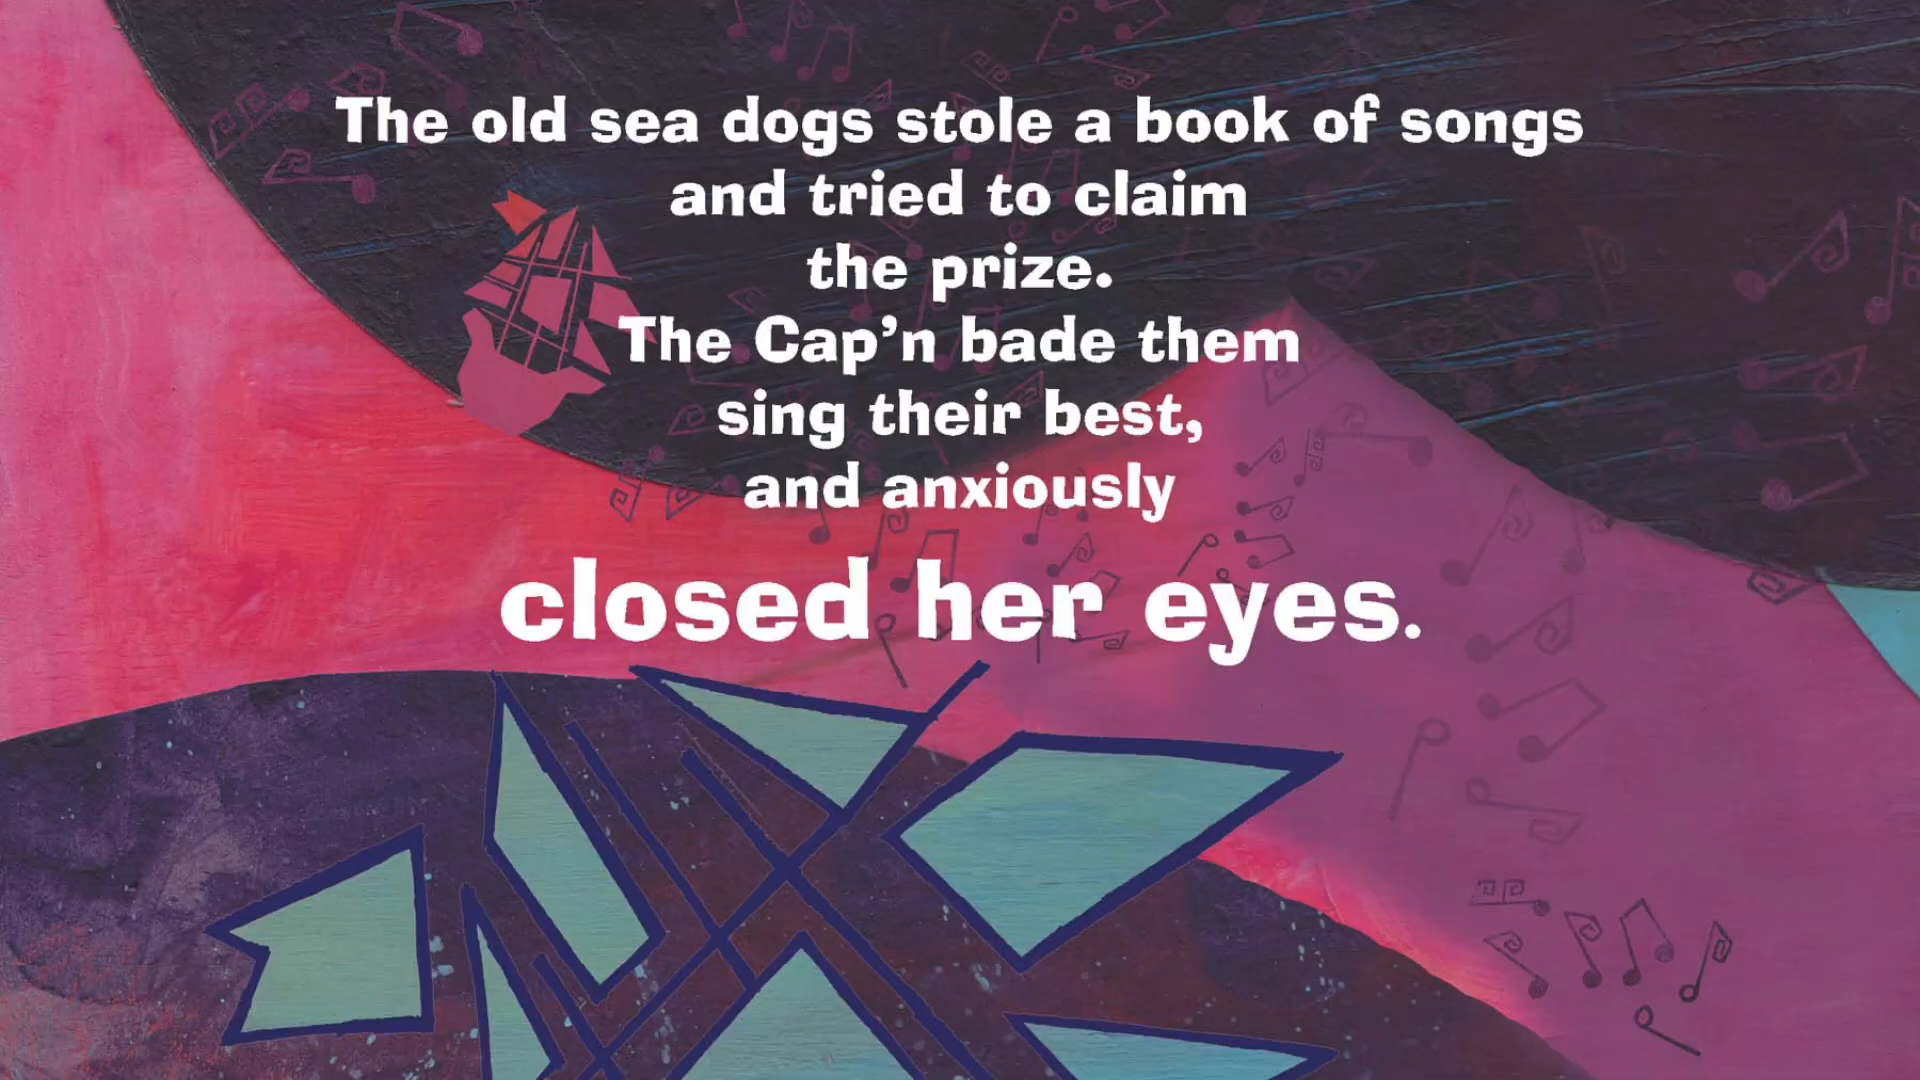 The old sea dogs stole a book of songs
and tried to claim
the prize.
The Cap’n bade them
sing their best,
and anxiously
closed her eyes.